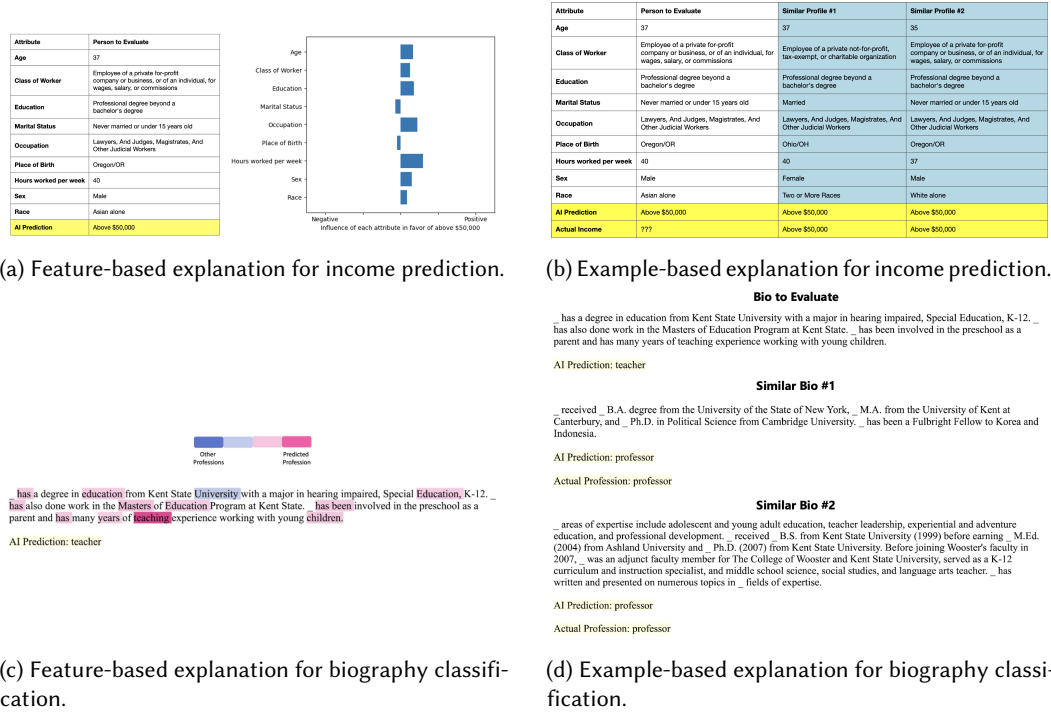 Attribute Person to Evaluate
Age 37
Class of Worker Employee of a private for-profit
company or business, or of an individual, for
wages, salary, or commissions
Education Professional degree beyond a
bachelor's degree
Marital Status Never married or under 15 years old
Occupation Lawyers, And Judges, Magistrates, And
Other Judicial Workers
Place of Birth Oregon/OR
Hours worked per week 40
Sex Male
Race Asian alone
AI Prediction Above $50,000
Age
Class of Worker
Education
Marital Status
Occupation
Place of Birth
Hours worked per week
Sex
Race
Negative Positive
Influence of each attribute in favor of above $50,000
(a) Feature-based explanation for income prediction.
Attribute Person to Evaluate Similar Profile #1 Similar Profile #2
Age 37 37 35
Class of Worker Employee of a private for-profit
company or business, or of an individual, for
wages, salary, or commissions Employee of a private not-for-profit,
tax-exempt, or charitable organization Employee of a private for-profit
company or business, or of an individual, for
wages, salary, or commissions
Education Professional degree beyond a
bachelor's degree Professional degree beyond a
bachelor's degree Professional degree beyond a
bachelor's degree
Marital Status Never married or under 15 years old Married Never married or under 15 years old
Occupation Lawyers, And Judges, Magistrates, And
Other Judicial Workers Lawyers, And Judges, Magistrates, And
Other Judicial Workers Lawyers, And Judges, Magistrates, And
Other Judicial Workers
Place of Birth Oregon/OR Ohio/OH Oregon/OR
Hours worked per week 40 40 37
Sex Male Female Male
Race Asian alone Two or More Races White alone
AI Prediction Above $50,000 Above $50,000 Above $50,000
Actual Income ??? Above $50,000 Above $50,000
(b) Example-based explanation for income prediction.
Other
Professions
Predicted
Profession
_ has a degree in education from Kent State University with a major in hearing impaired, Special Education, K-12. _
has also done work in the Masters of Education Program at Kent State. _ has been involved in the preschool as a
parent and has many years of teaching experience working with young children.
AI Prediction: teacher
(c) Feature-based explanation for biography classifi-
cation.
Bio to Evaluate
_ has a degree in education from Kent State University with a major in hearing impaired, Special Education, K-12. _
has also done work in the Masters of Education Program at Kent State. _ has been involved in the preschool as a
parent and has many years of teaching experience working with young children.
AI Prediction: teacher
Similar Bio #1
_ received _ B.A. degree from the University of the State of New York, _ M.A. from the University of Kent at
Canterbury, and _ Ph.D. in Political Science from Cambridge University. _ has been a Fulbright Fellow to Korea and
Indonesia.
AI Prediction: professor
Actual Profession: professor
Similar Bio #2
_ areas of expertise include adolescent and young adult education, teacher leadership, experiential and adventure
education, and professional development. _ received _ B.S. from Kent State University (1999) before earning _ M.Ed.
(2004) from Ashland University and _ Ph.D. (2007) from Kent State University. Before joining Wooster's faculty in
2007, _ was an adjunct faculty member for The College of Wooster and Kent State University, served as a K-12
curriculum and instruction specialist, and middle school science, social studies, and language arts teacher. _ has
written and presented on numerous topics in _ fields of expertise.
AI Prediction: professor
Actual Profession: professor
(d) Example-based explanation for biography classi-
fication.